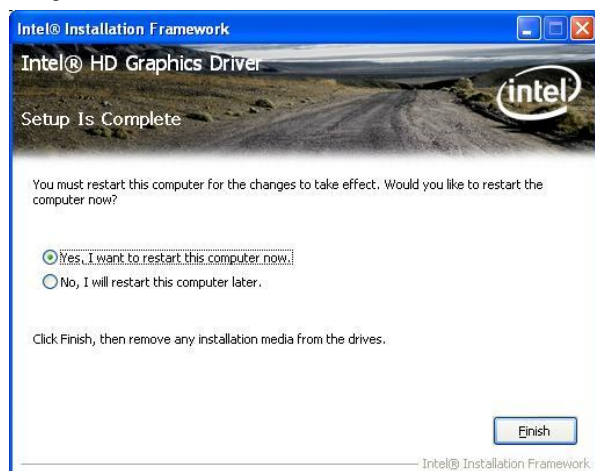 Intel® Installation Framework
Intel® HD Graphics Driver
intel
Setup Is Complete
You must restart this computer for the changes to take effect. Would you like to restart the
computer now?
Yes, I want to restart this computer now.
No, I will restart this computer later.
Click Finish, then remove any installation media from the drives.
Finish
Intel® Installation Framework